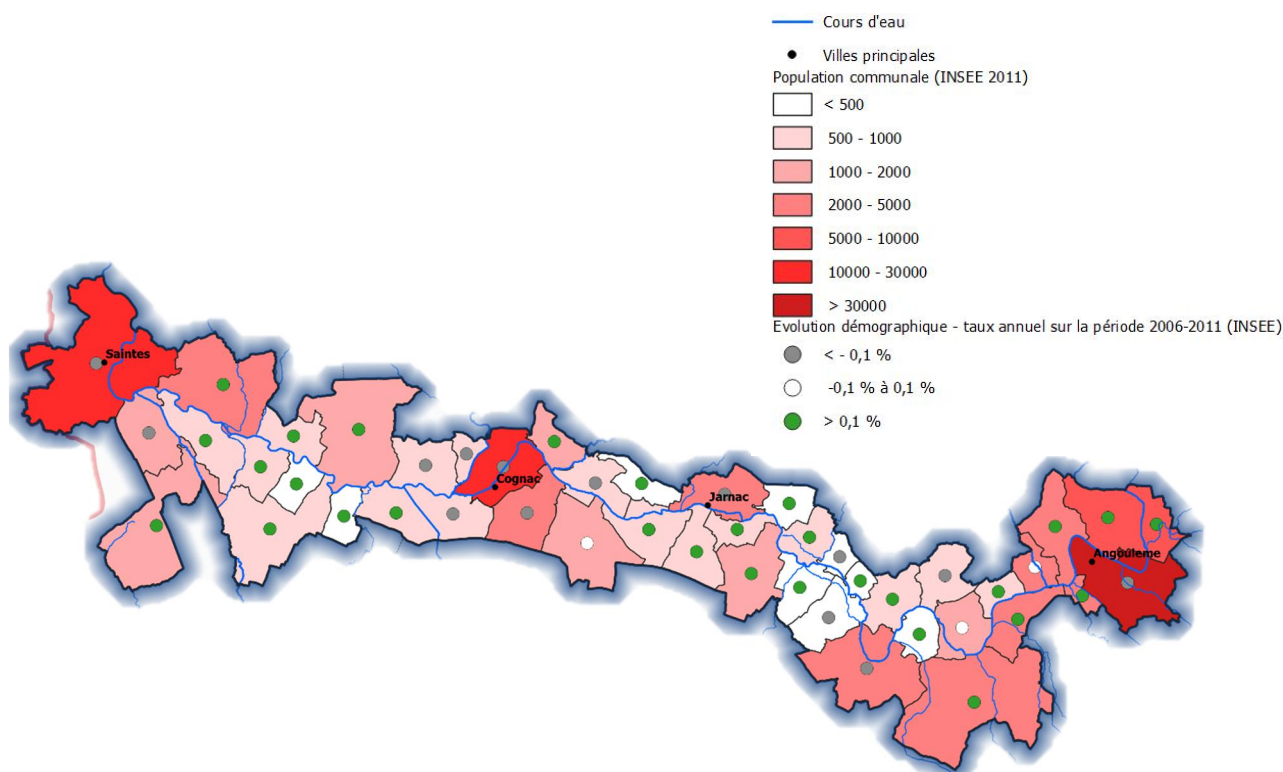 Cours d'eau
Villes principales
Population communale (INSEE 2011)
< 500
500 - 1000
1000 - 2000
2000 - 5000
5000 - 10000
10000 - 30000
> 30000
Evolution démographique - taux annuel sur la période 2006-2011 (INSEE)
< - 0,1 %
-0,1 % à 0,1 %
> 0,1 %
Saintes
Cognac
Jarnac
Angouleme